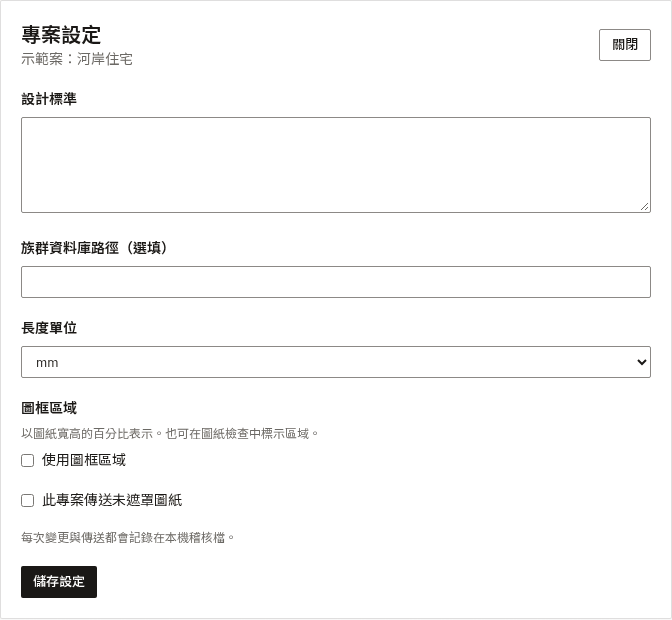 專案設定
示範案：河岸住宅
關閉
設計標準
族群資料庫路徑（選填）
長度單位
mm
圖框區域
以圖紙寬高的百分比表示。也可在圖紙檢查中標示區域。
使用圖框區域
此專案傳送未遮罩圖紙
每次變更與傳送都會記錄在本機稽核檔。
儲存設定